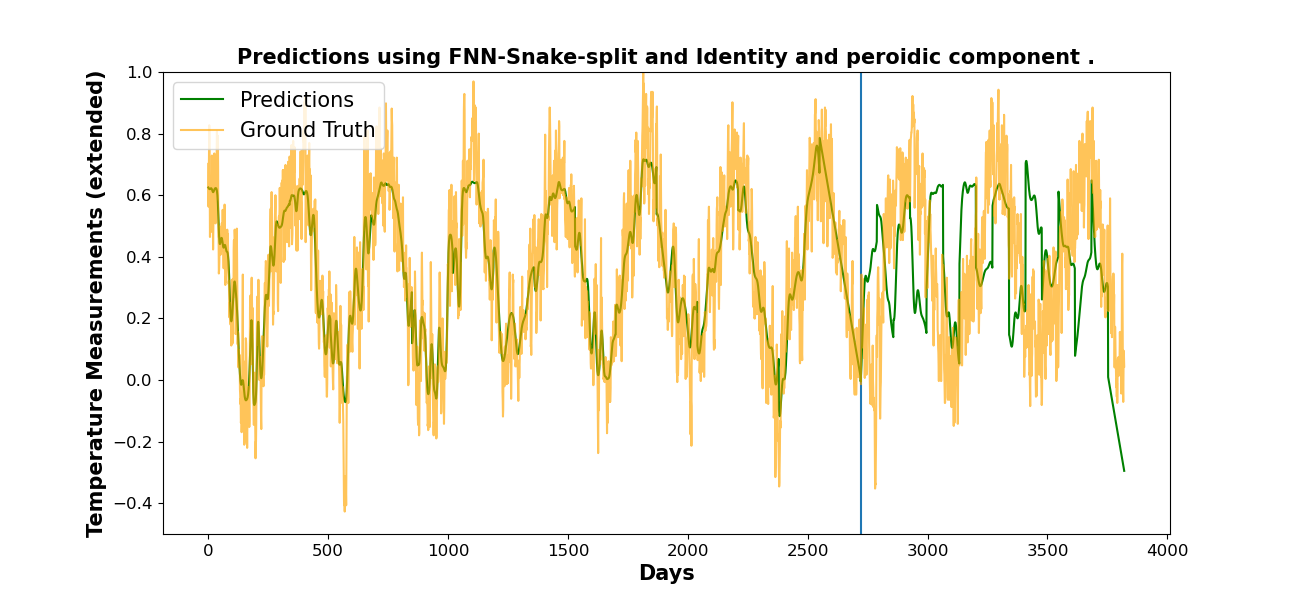 Predictions using FNN-Snake-split and Identity and peroidic component .
Predictions
Ground Truth
Temperature Measurements (extended)
1.0
0.8
0.6
0.4
0.2
0.0
−0.2
−0.4
0 500 1000 1500 2000 2500 3000 3500 4000
Days